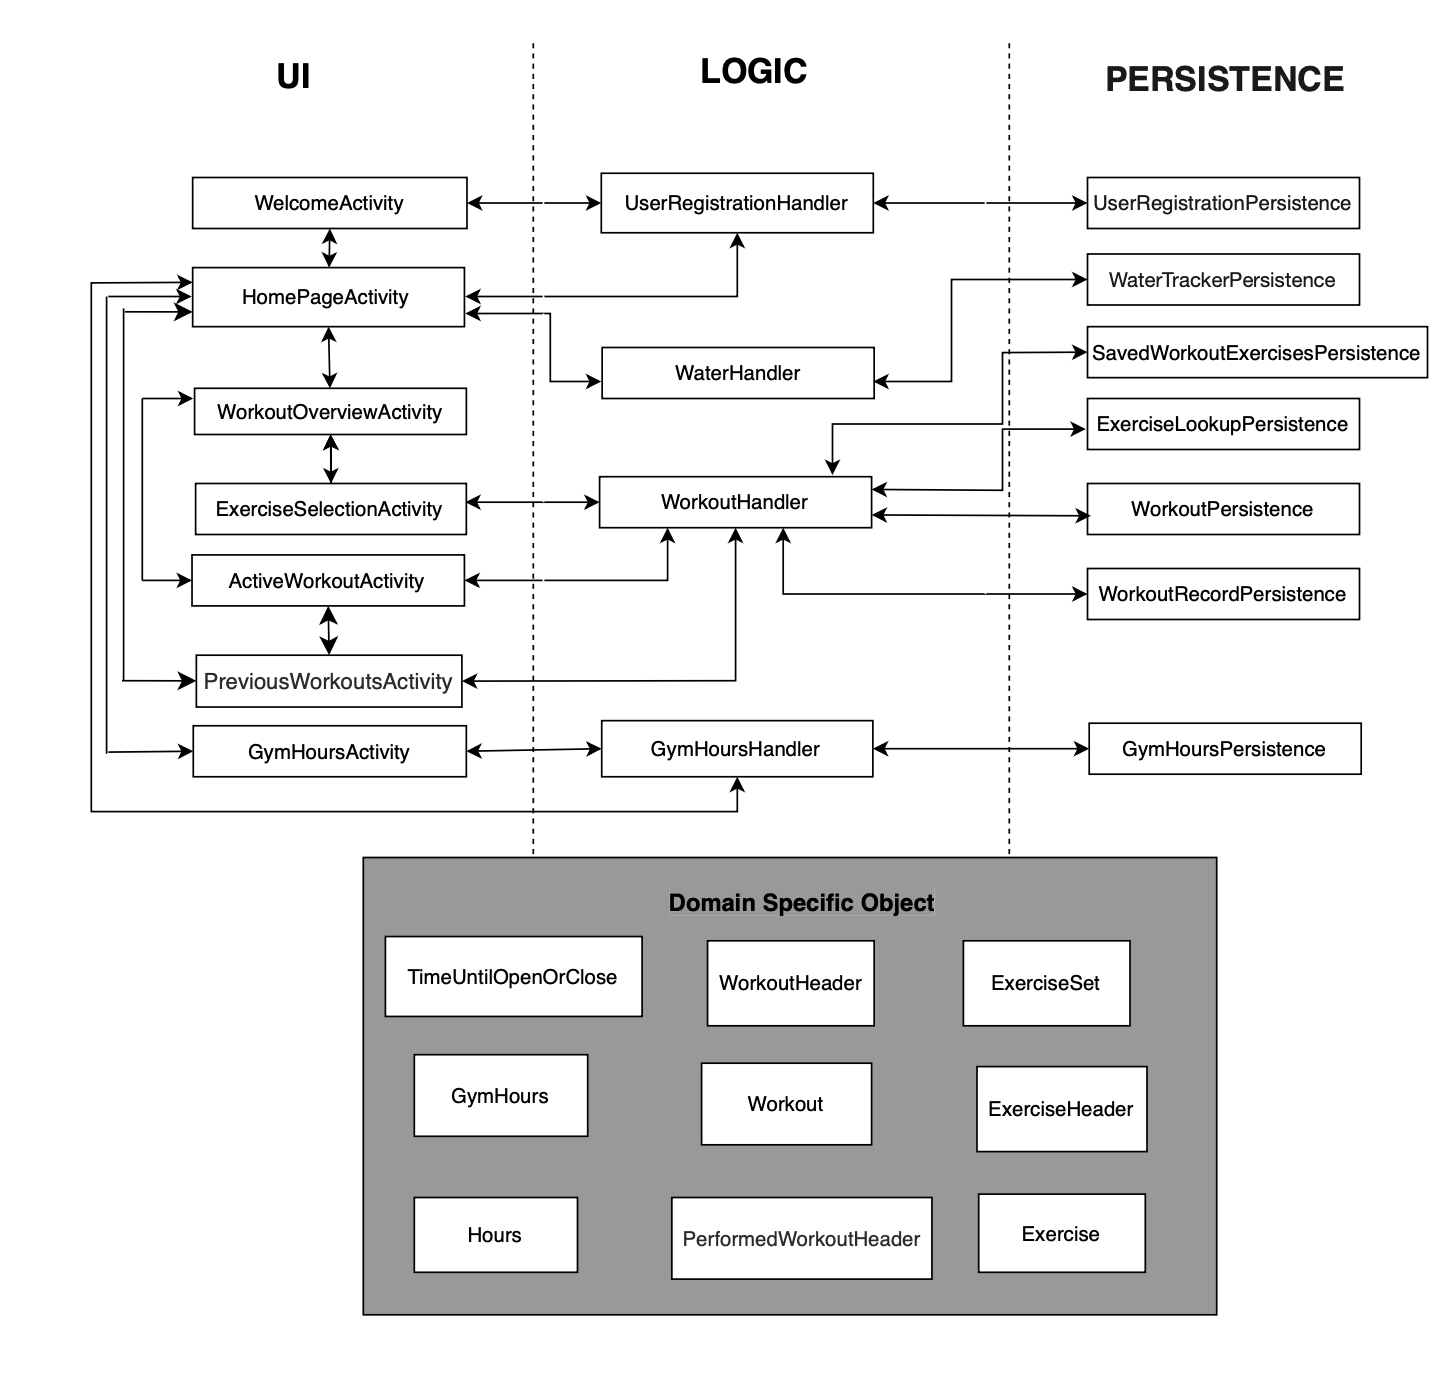 UI
LOGIC
PERSISTENCE
WelcomeActivity
UserRegistrationHandler
UserRegistrationPersistence
HomePageActivity
WaterTrackerPersistence
WaterHandler
SavedWorkoutExercisesPersistence
WorkoutOverviewActivity
ExerciseLookupPersistence
ExerciseSelectionActivity
WorkoutHandler
WorkoutPersistence
ActiveWorkoutActivity
WorkoutRecordPersistence
PreviousWorkoutsActivity
GymHoursActivity
GymHoursHandler
GymHoursPersistence
Domain Specific Object
TimeUntilOpenOrClose
WorkoutHeader
ExerciseSet
GymHours
Workout
ExerciseHeader
Hours
PerformedWorkoutHeader
Exercise